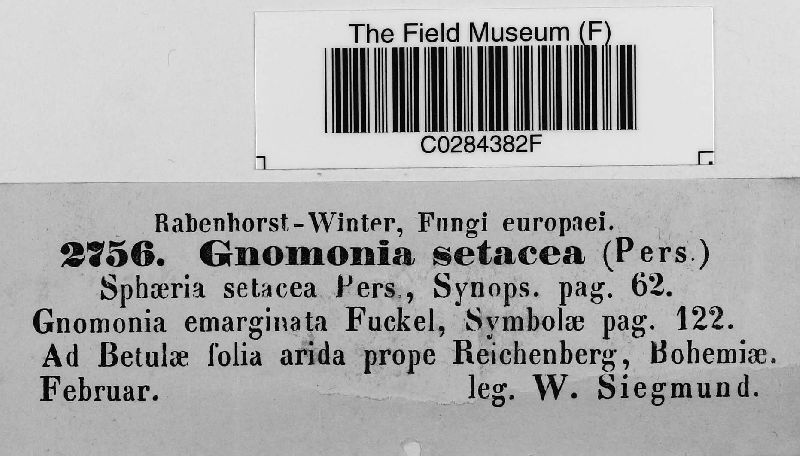 The Field Museum (F)
C0284382F
Rabenhorst-Winter, Fungi europaei.
2756. Gnomonia setacea (Pers.)
Sphæria setacea Pers., Synops. pag. 62.
Gnomonia emarginata Fuckel, Symbolæ pag. 122.
Ad Betulæ folia arida prope Reichenberg, Bohemiæ.
Februar. leg. W. Siegmund.